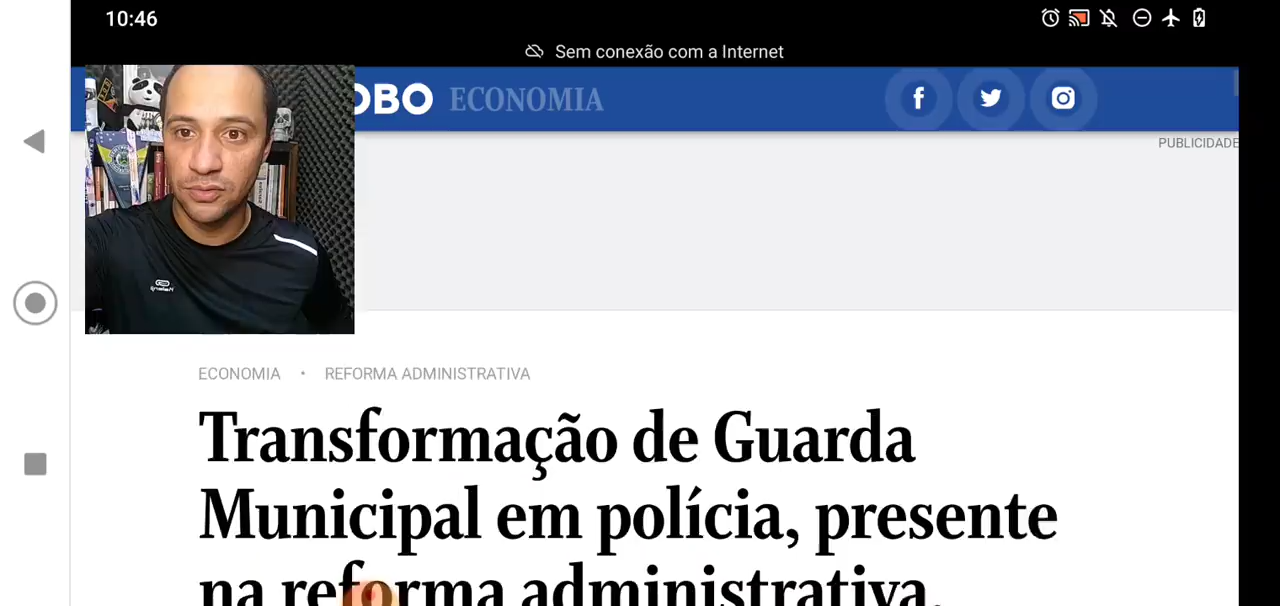 10:46
Sem conexão com a Internet
OBO ECONOMIA
PUBLICIDADE
ECONOMIA • REFORMA ADMINISTRATIVA
Transformação de Guarda
Municipal em polícia, presente
na reforma administrativa,